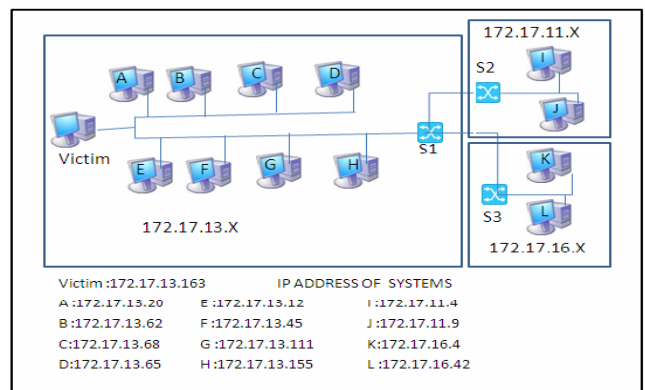 172.17.11.X
A
B
C
D
I
S2
J
Victim
S1
E
F
G
H
K
S3
L
172.17.13.X
172.17.16.X
Victim :172.17.13.163 IP ADDRESS OF SYSTEMS
A :172.17.13.20 E :172.17.13.12 I :172.17.11.4
B :172.17.13.62 F :172.17.13.45 J :172.17.11.9
C:172.17.13.68 G :172.17.13.111 K:172.17.16.4
D:172.17.13.65 H :172.17.13.155 L :172.17.16.42